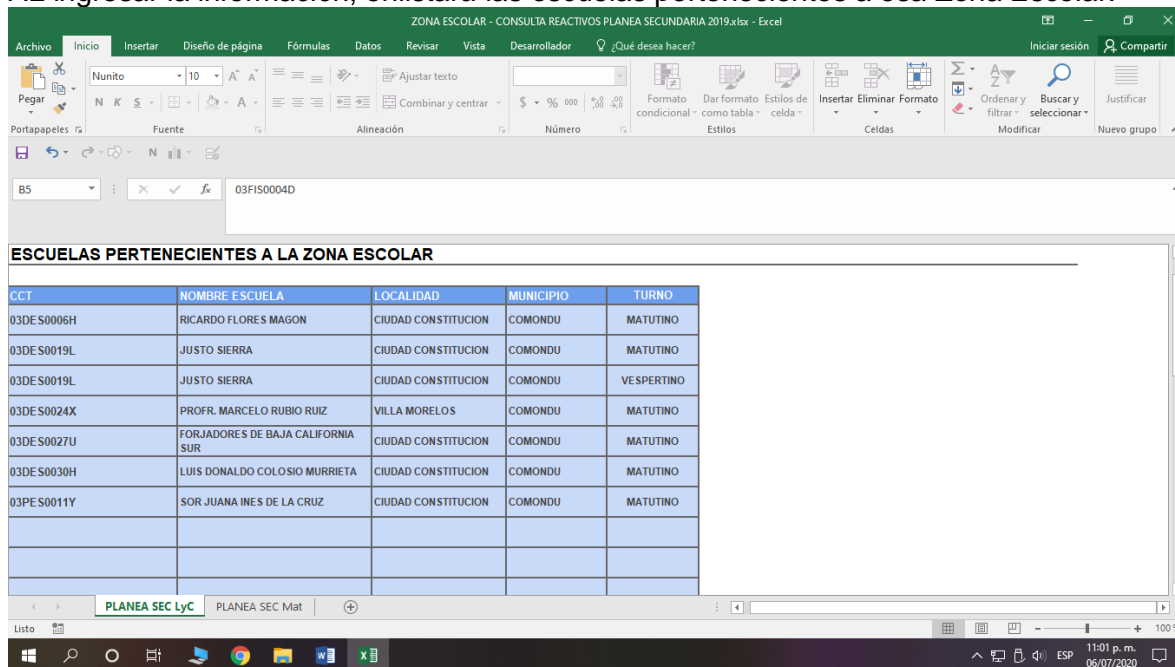 ZONA ESCOLAR - CONSULTA REACTIVOS PLANEA SECUNDARIA 2019.xlsx - Excel
Archivo Inicio Insertar Diseño de página Fórmulas Datos Revisar Vista Desarrollador ¿Qué desea hacer? Iniciar sesión Compartir
Nunito 10 Ajustar texto
Pegar N K S Combinar y centrar $ % 000 Formato condicional Dar formato como tabla Estilos de celda Insertar Eliminar Formato Ordenar y filtrar Buscar y seleccionar Justificar
Portapapeles Fuente Alineación Número Estilos Celdas Modificar Nuevo grupo
N
B5 fx 03FIS0004D
ESCUELAS PERTENECIENTES A LA ZONA ESCOLAR
CCT NOMBRE ESCUELA LOCALIDAD MUNICIPIO TURNO
03DES0006H RICARDO FLORES MAGON CIUDAD CONSTITUCION COMONDU MATUTINO
03DES0019L JUSTO SIERRA CIUDAD CONSTITUCION COMONDU MATUTINO
03DES0019L JUSTO SIERRA CIUDAD CONSTITUCION COMONDU VESPERTINO
03DES0024X PROFR. MARCELO RUBIO RUIZ VILLA MORELOS COMONDU MATUTINO
03DES0027U FORJADORES DE BAJA CALIFORNIA SUR CIUDAD CONSTITUCION COMONDU MATUTINO
03DES0030H LUIS DONALDO COLOSIO MURRIETA CIUDAD CONSTITUCION COMONDU MATUTINO
03PES0011Y SOR JUANA INES DE LA CRUZ CIUDAD CONSTITUCION COMONDU MATUTINO
PLANEA SEC LyC PLANEA SEC Mat
Listo 100%
ESP 11:01 p. m.
06/07/2020